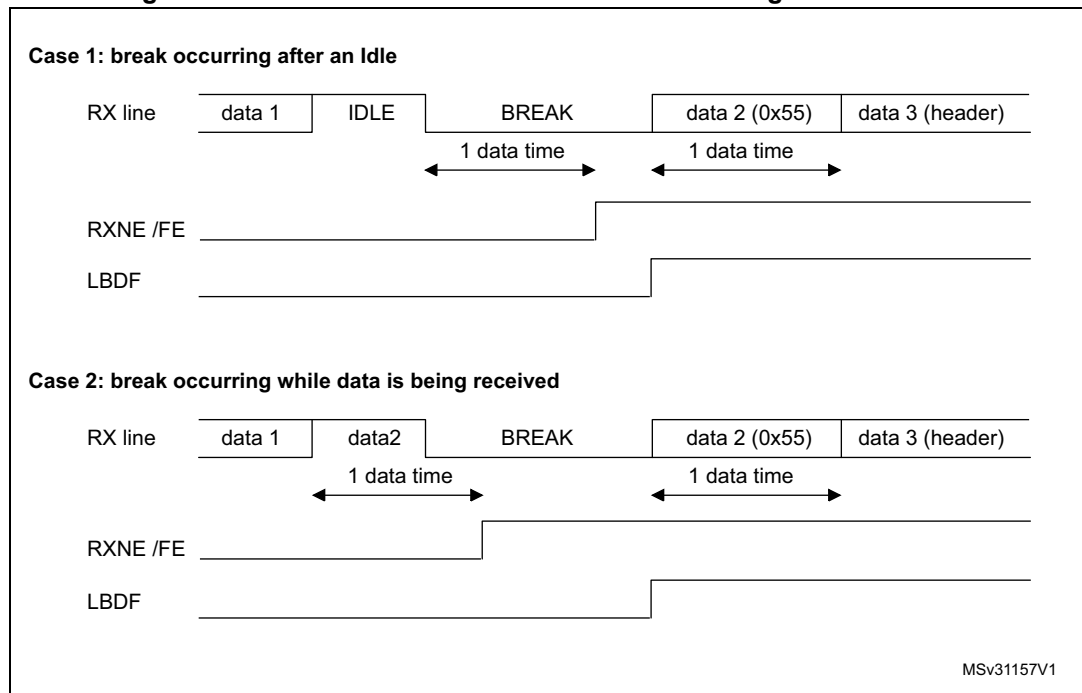 Case 1: break occurring after an Idle
RX line data 1 IDLE BREAK data 2 (0x55) data 3 (header)
1 data time 1 data time
RXNE /FE
LBDF
Case 2: break occurring while data is being received
RX line data 1 data2 BREAK data 2 (0x55) data 3 (header)
1 data time 1 data time
RXNE /FE
LBDF
MSv31157V1